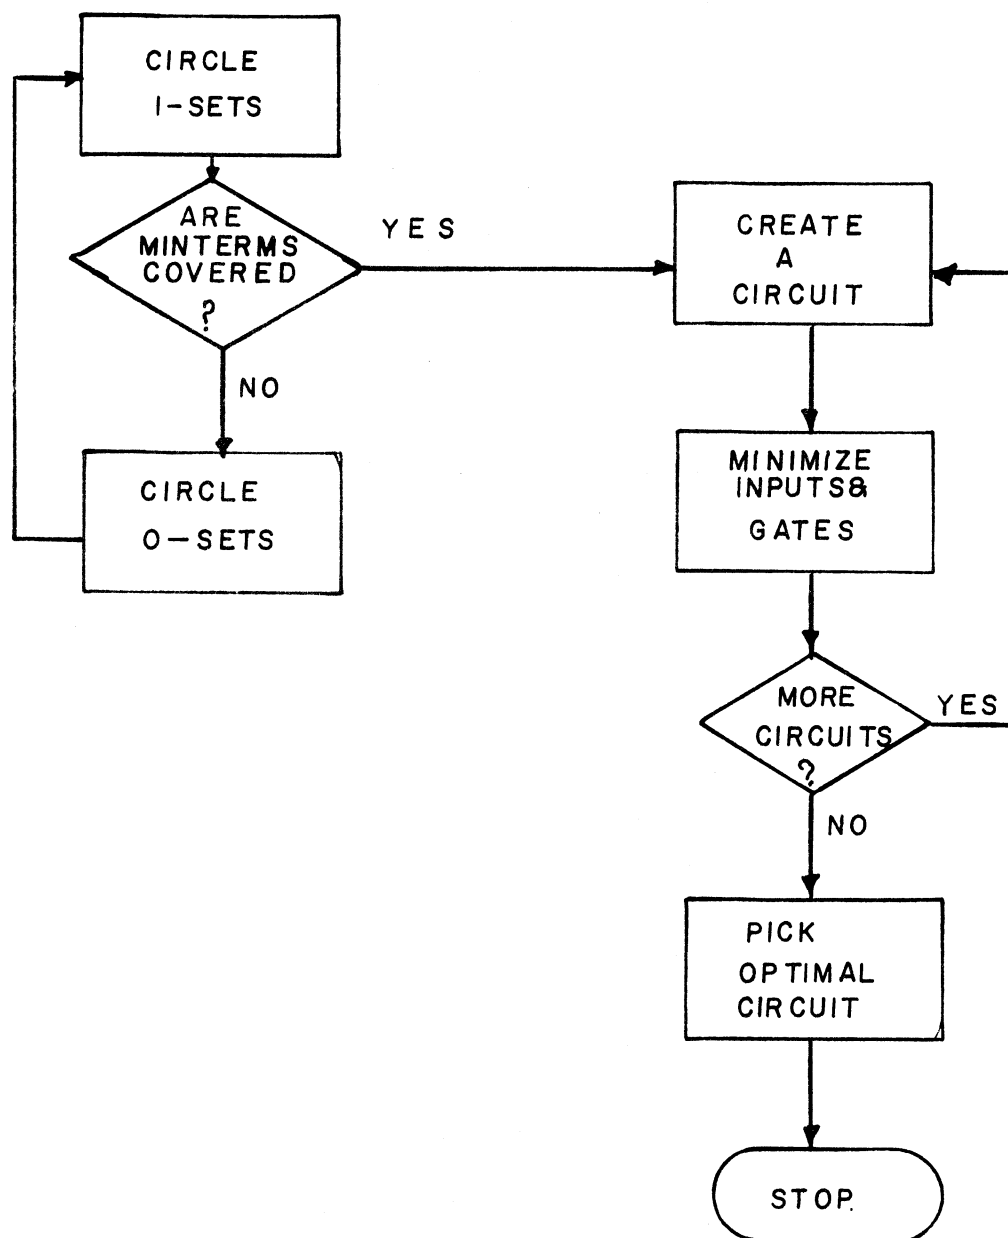 CIRCLE
1-SETS
ARE
MINTERMS
COVERED
?
YES
NO
CIRCLE
0-SETS
CREATE
A
CIRCUIT
MINIMIZE
INPUTS&
GATES
MORE
CIRCUITS
?
YES
NO
PICK
OPTIMAL
CIRCUIT
STOP.